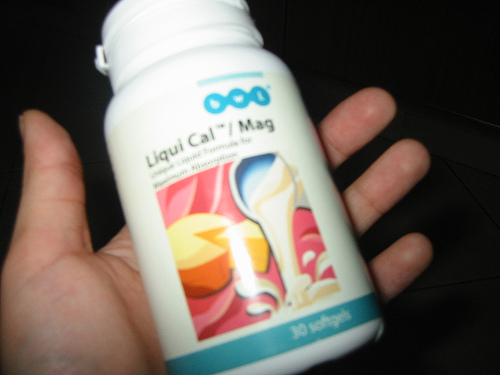 Liqui Cal™/Mag
Unique Liquid Formula for
Maximum Absorption
30 softgels